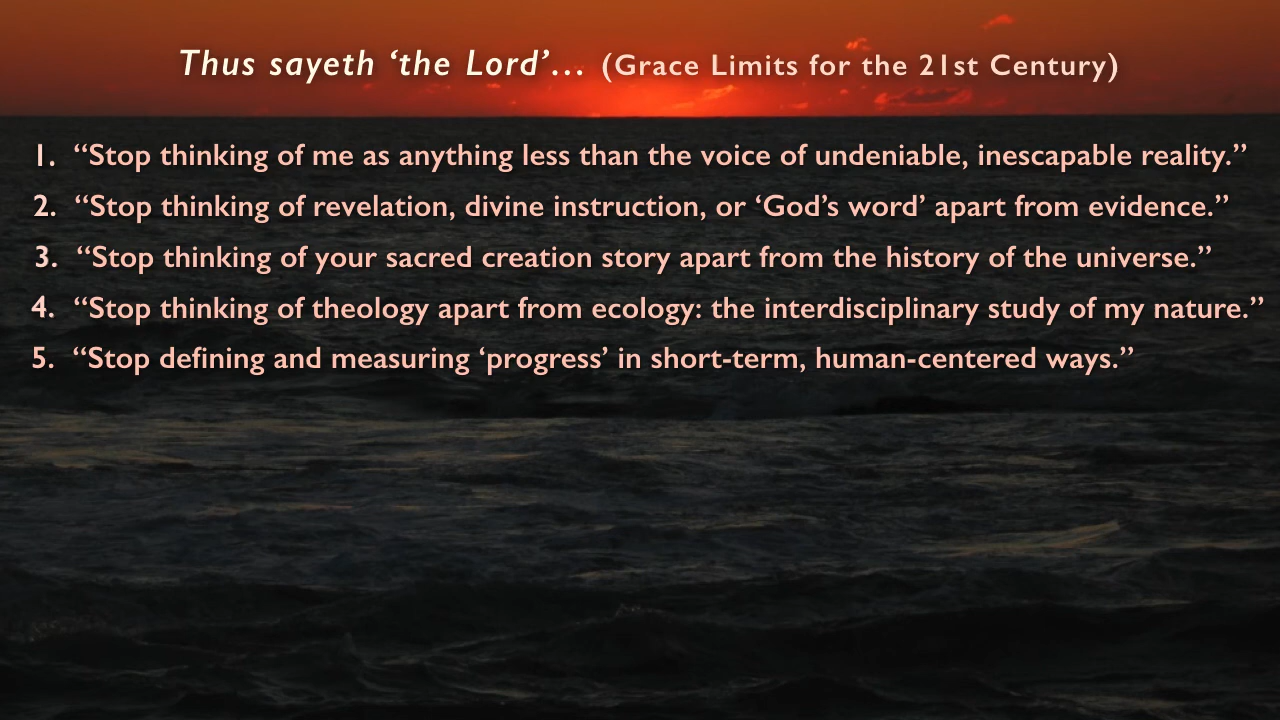 Thus sayeth ‘the Lord’… (Grace Limits for the 21st Century)
1. “Stop thinking of me as anything less than the voice of undeniable, inescapable reality.”
2. “Stop thinking of revelation, divine instruction, or ‘God’s word’ apart from evidence.”
3. “Stop thinking of your sacred creation story apart from the history of the universe.”
4. “Stop thinking of theology apart from ecology: the interdisciplinary study of my nature.”
5. “Stop defining and measuring ‘progress’ in short-term, human-centered ways.”